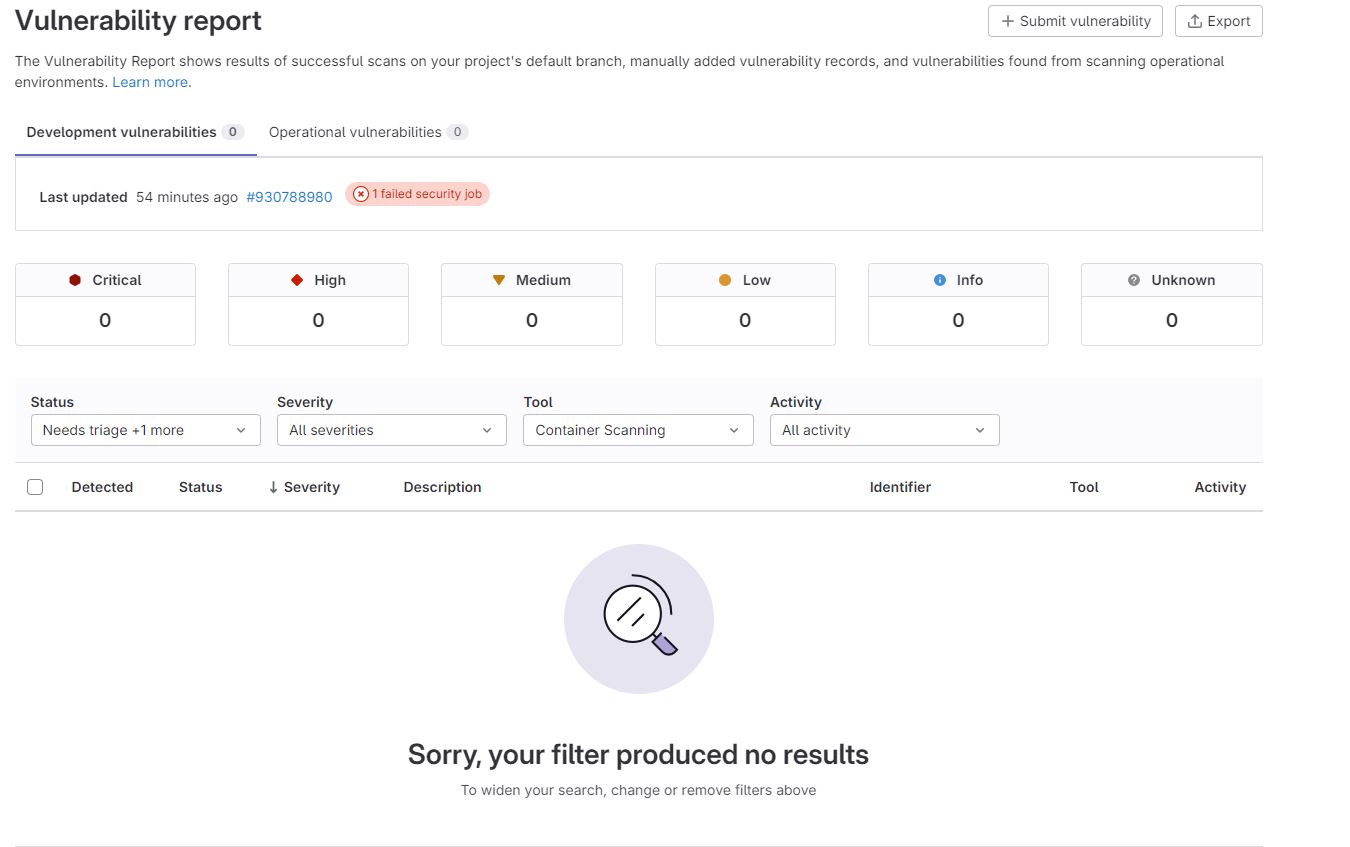 Vulnerability report
Submit vulnerability
Export
The Vulnerability Report shows results of successful scans on your project's default branch, manually added vulnerability records, and vulnerabilities found from scanning operational
environments. Learn more.
Development vulnerabilities 0
Operational vulnerabilities 0
Last updated 54 minutes ago #930788980 1 failed security job
Critical
High
Medium
Low
Info
Unknown
0
0
0
0
0
0
Status
Severity
Tool
Activity
Needs triage +1 more
All severities
Container Scanning
All activity
Detected
Status
Severity
Description
Identifier
Tool
Activity
Sorry, your filter produced no results
To widen your search, change or remove filters above